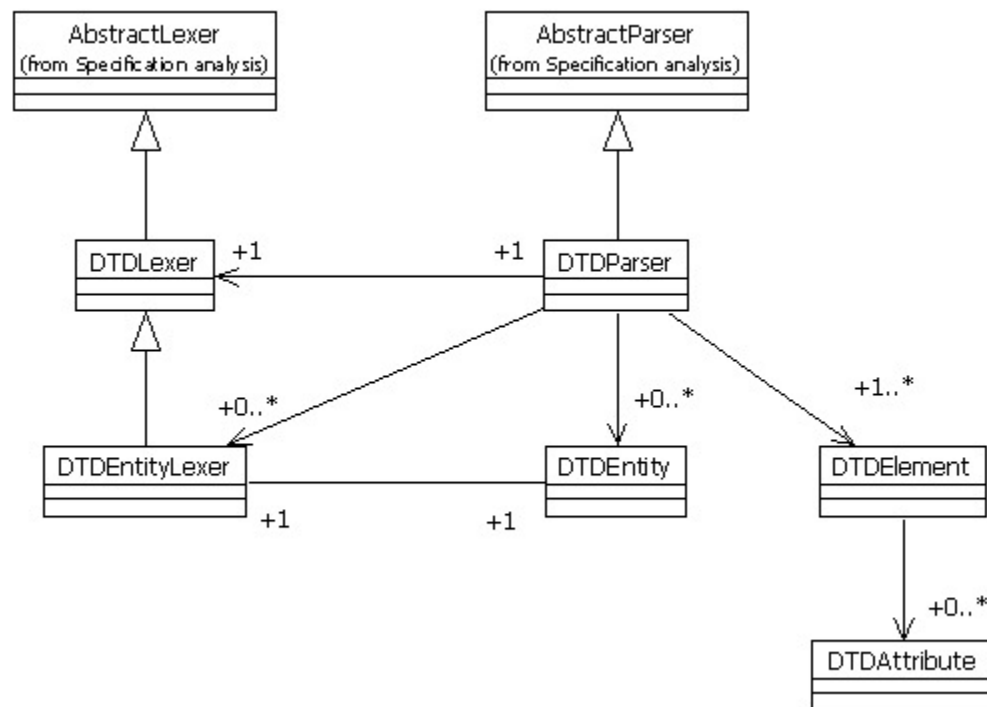 AbstractLexer
(from Specification analysis)
AbstractParser
(from Specification analysis)
DTDLexer
+1
+1
DTDParser
+0..*
+0..*
+1..*
DTDEntityLexer
DTDEntity
DTDElement
+1
+1
+0..*
DTDAttribute